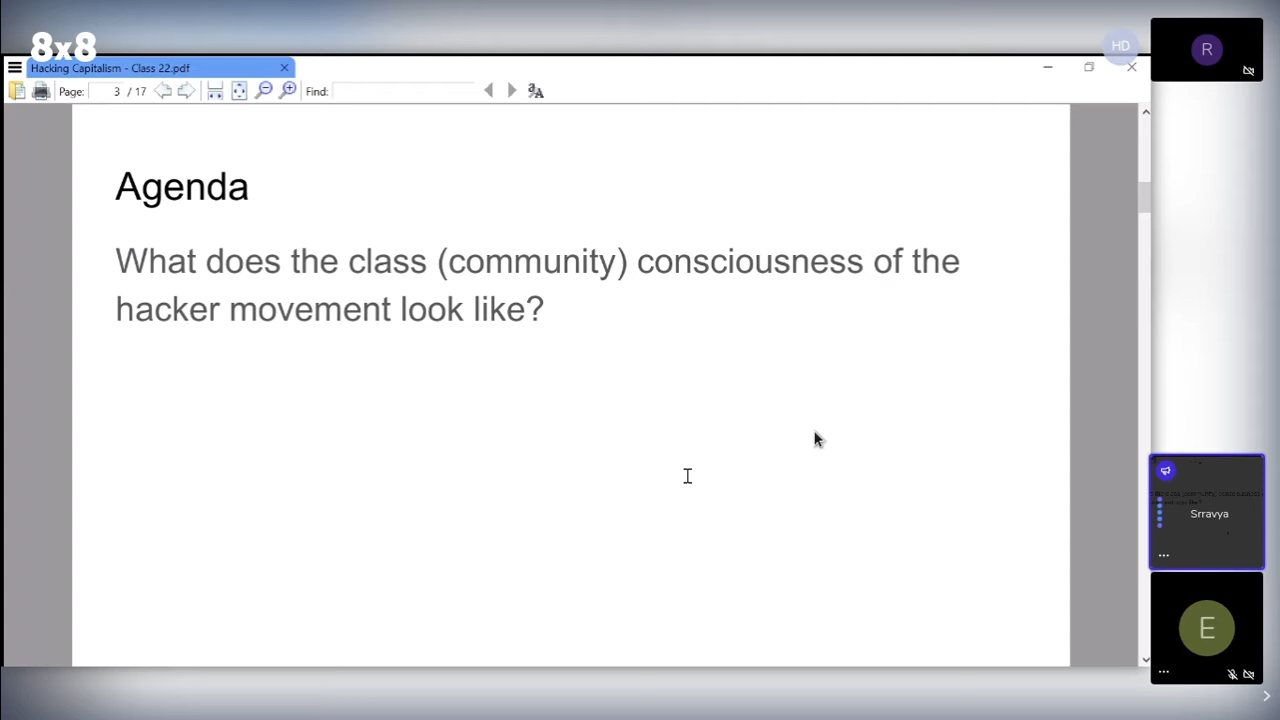 8x8
HD
R
Hacking Capitalism - Class 22.pdf
Page: 3 / 17 Find:
Agenda
What does the class (community) consciousness of the
hacker movement look like?
Srravya
E